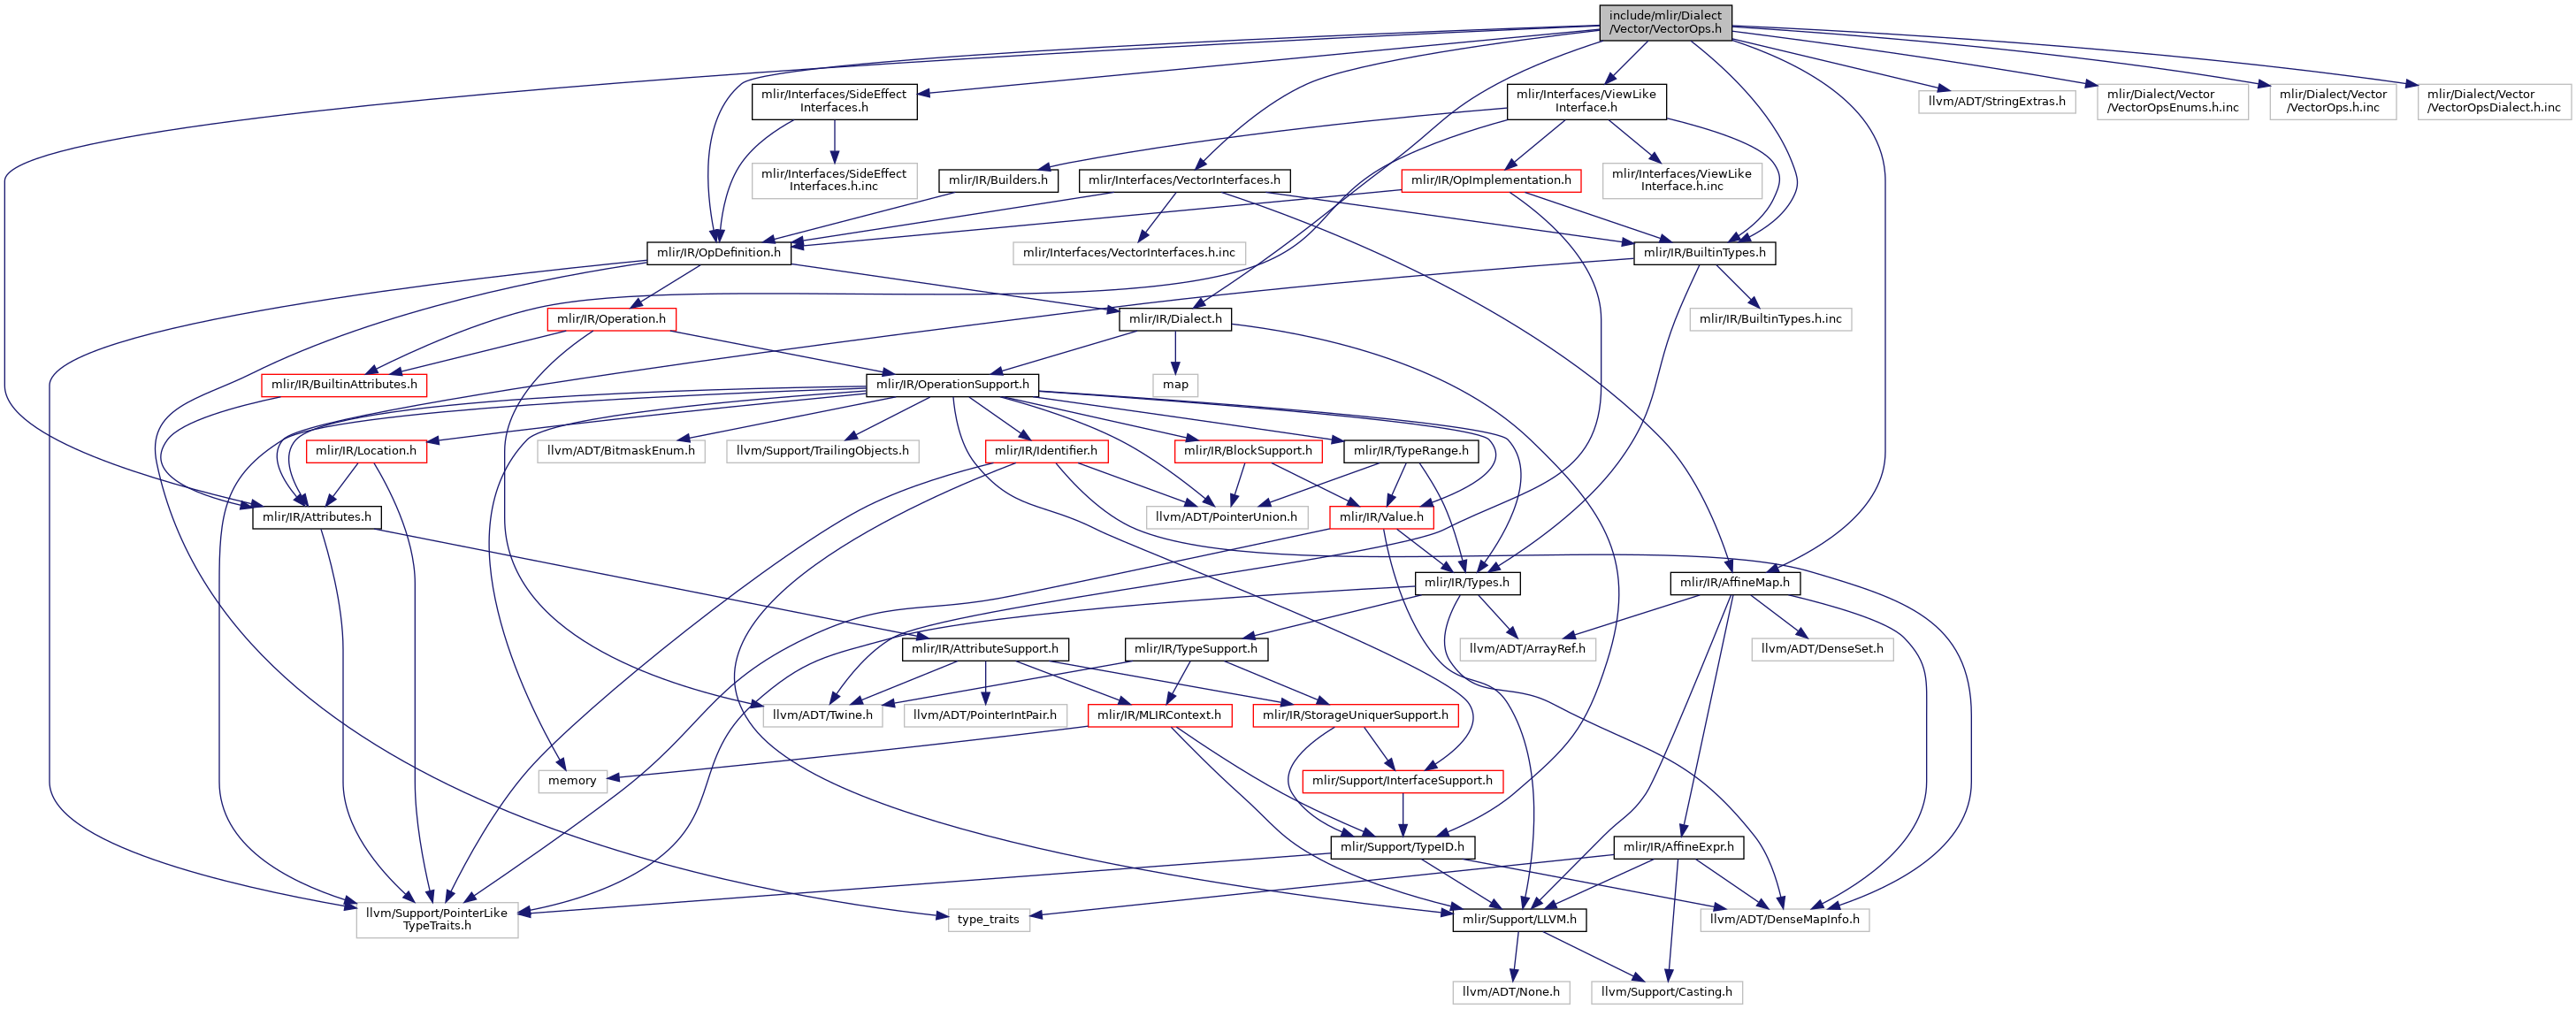 include/mlir/Dialect
/Vector/VectorOps.h
mlir/Interfaces/SideEffect
Interfaces.h
mlir/Interfaces/ViewLike
Interface.h
llvm/ADT/StringExtras.h
mlir/Dialect/Vector
/VectorOpsEnums.h.inc
mlir/Dialect/Vector
/VectorOps.h.inc
mlir/Dialect/Vector
/VectorOpsDialect.h.inc
mlir/Interfaces/SideEffect
Interfaces.h.inc
mlir/IR/Builders.h
mlir/Interfaces/VectorInterfaces.h
mlir/IR/OpImplementation.h
mlir/Interfaces/ViewLike
Interface.h.inc
mlir/IR/OpDefinition.h
mlir/Interfaces/VectorInterfaces.h.inc
mlir/IR/BuiltinTypes.h
mlir/IR/Operation.h
mlir/IR/Dialect.h
mlir/IR/BuiltinTypes.h.inc
mlir/IR/BuiltinAttributes.h
mlir/IR/OperationSupport.h
map
mlir/IR/Location.h
llvm/ADT/BitmaskEnum.h
llvm/Support/TrailingObjects.h
mlir/IR/Identifier.h
mlir/IR/BlockSupport.h
mlir/IR/TypeRange.h
mlir/IR/Attributes.h
llvm/ADT/PointerUnion.h
mlir/IR/Value.h
mlir/IR/Types.h
mlir/IR/AffineMap.h
mlir/IR/AttributeSupport.h
mlir/IR/TypeSupport.h
llvm/ADT/ArrayRef.h
llvm/ADT/DenseSet.h
llvm/ADT/Twine.h
llvm/ADT/PointerIntPair.h
mlir/IR/MLIRContext.h
mlir/IR/StorageUniquerSupport.h
memory
mlir/Support/InterfaceSupport.h
mlir/Support/TypeID.h
mlir/IR/AffineExpr.h
llvm/Support/PointerLike
TypeTraits.h
type_traits
mlir/Support/LLVM.h
llvm/ADT/DenseMapInfo.h
llvm/ADT/None.h
llvm/Support/Casting.h